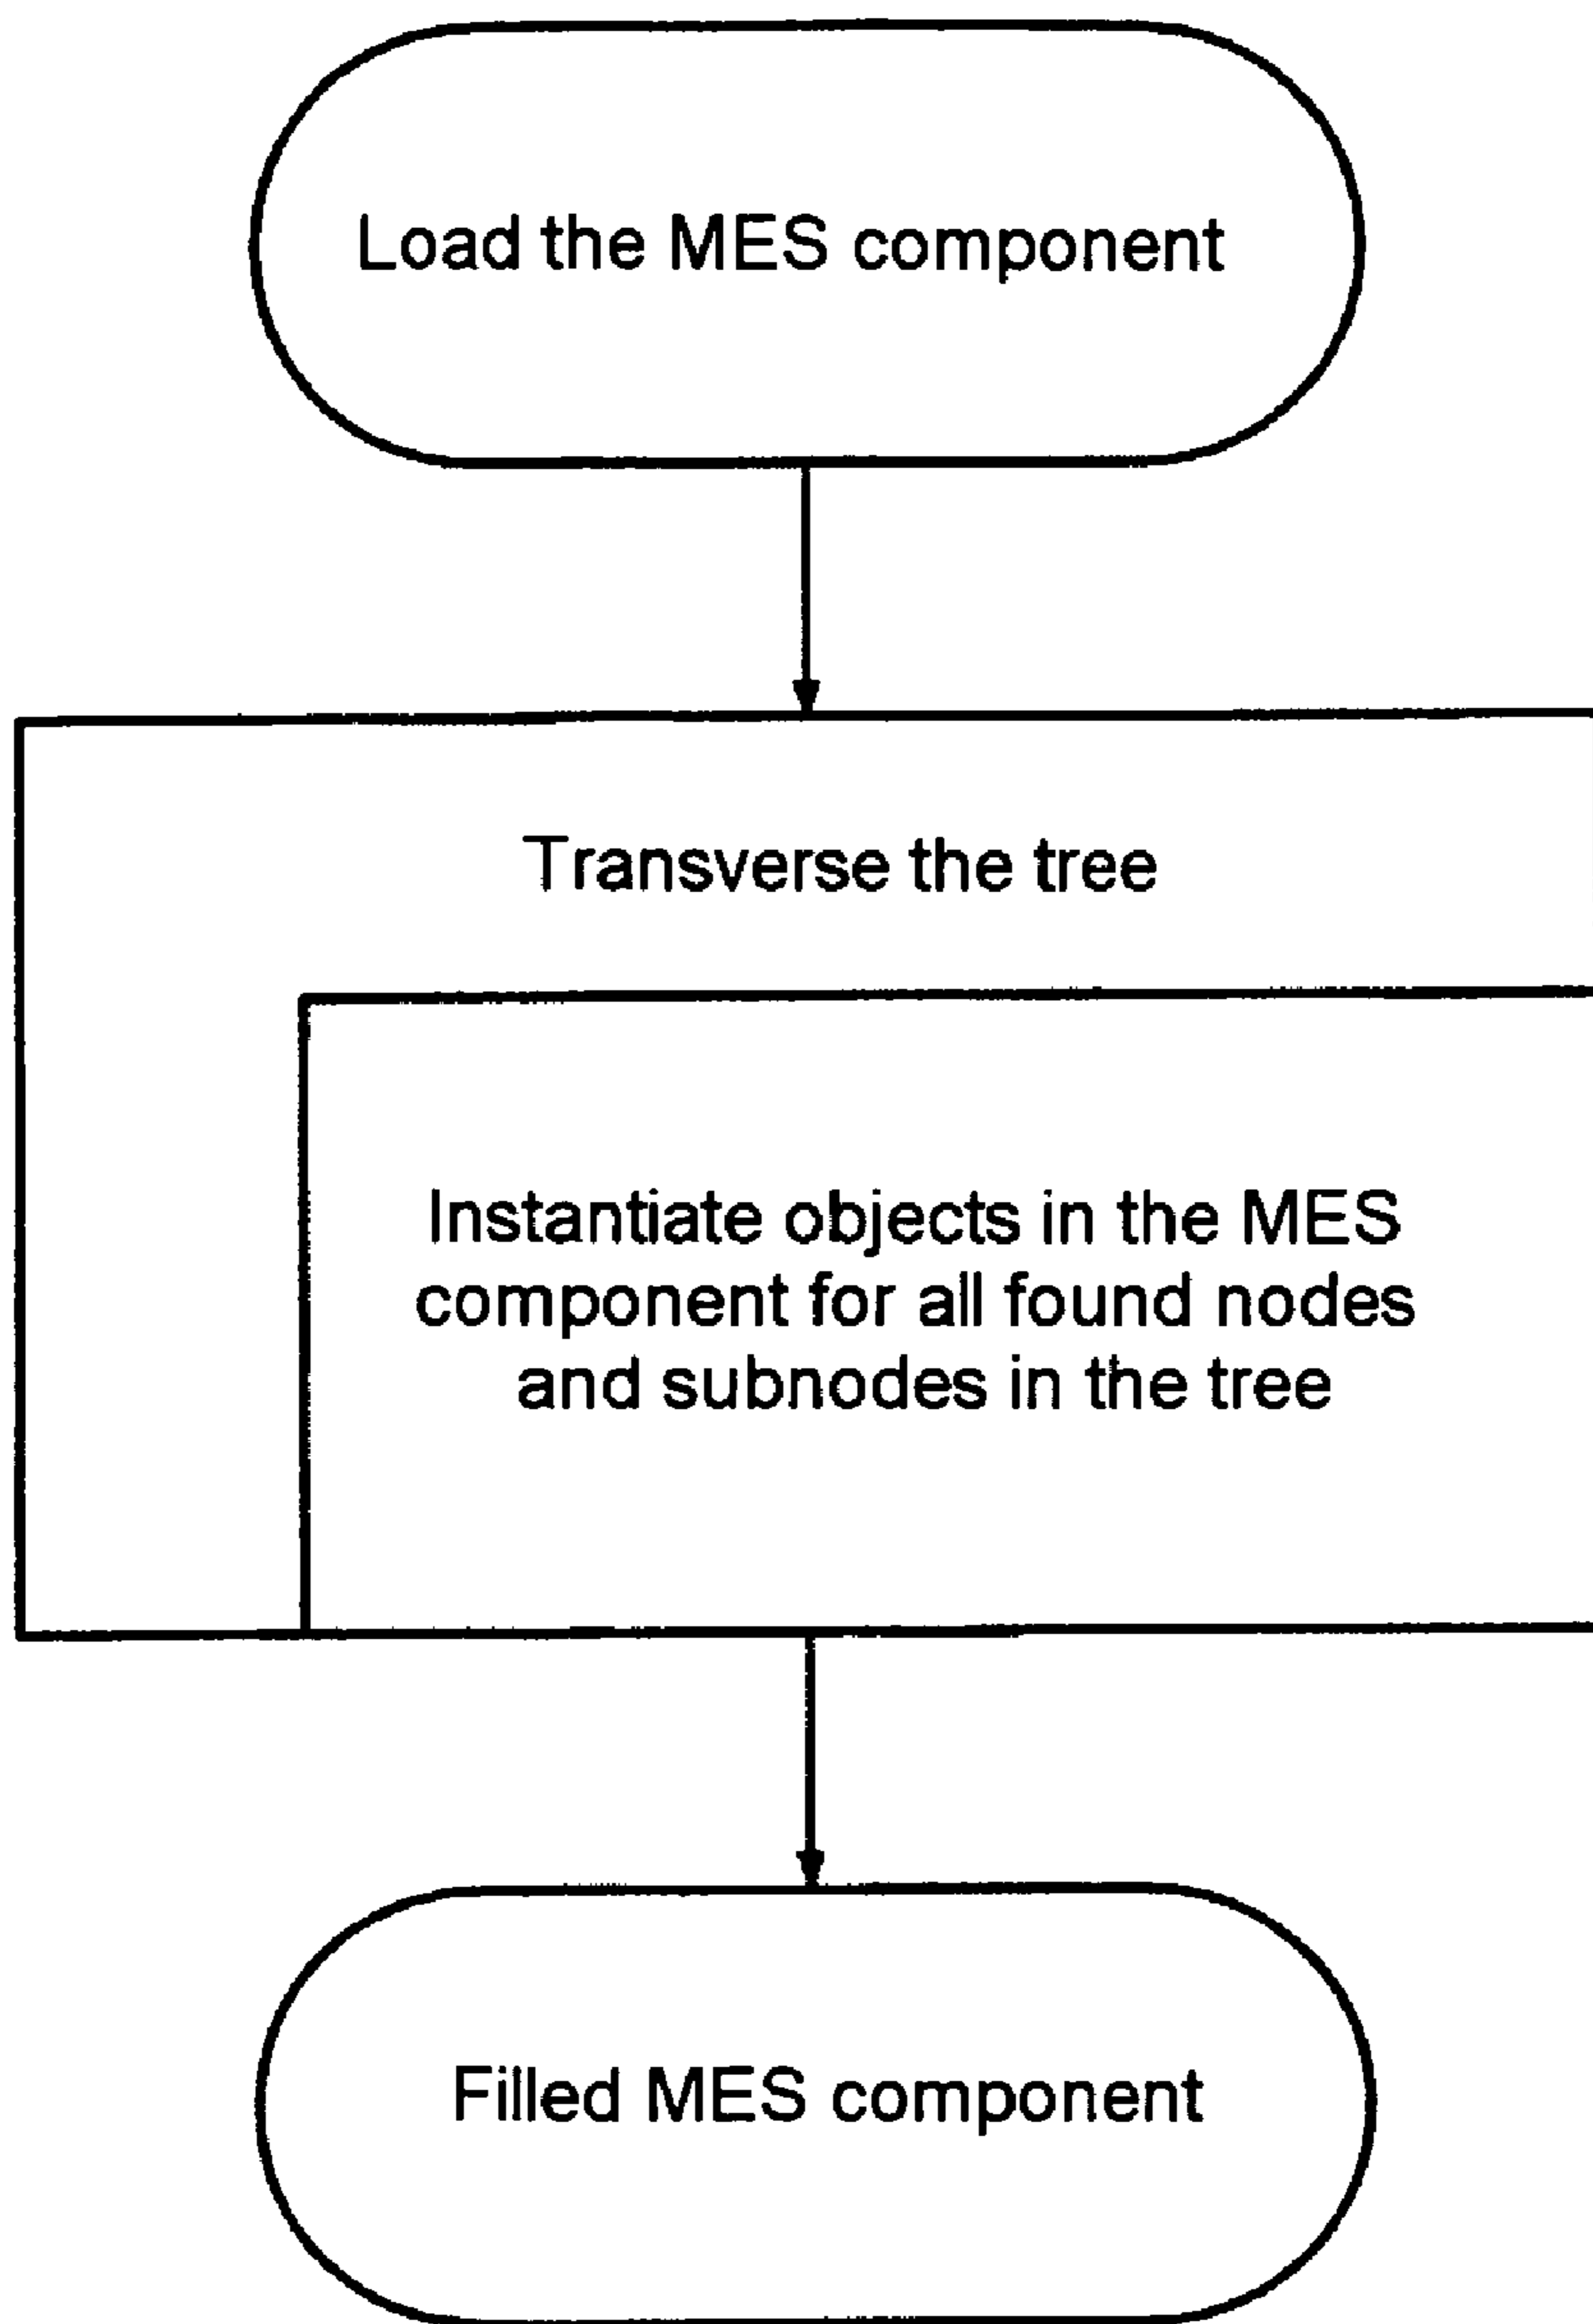 Load the MES component
Transverse the tree
Instantiate objects in the MES
component for all found nodes
and subnodes in the tree
Filled MES component